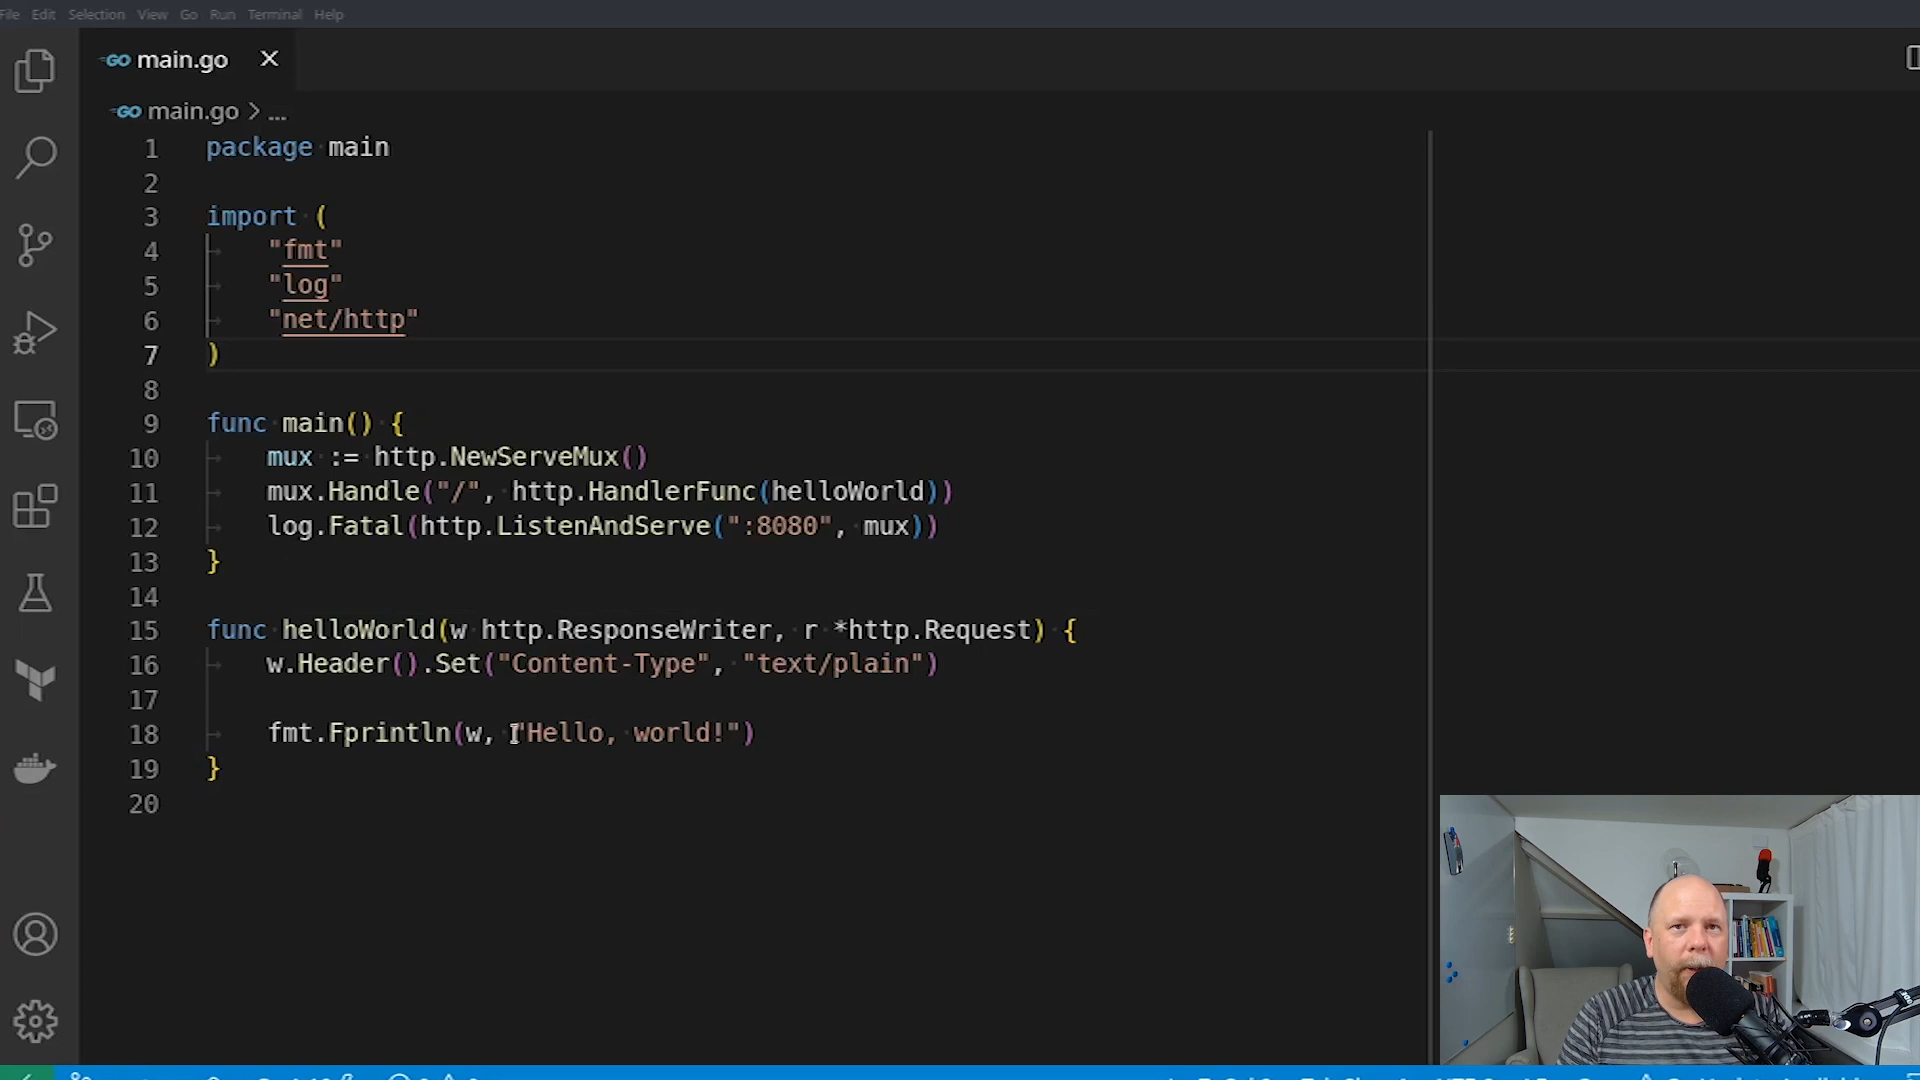 File Edit Selection View Go Run Terminal Help
GO main.go
GO main.go > ...
1 package main
2
3 import (
4 "fmt"
5 "log"
6 "net/http"
7 )
8
9 func main() {
10 mux := http.NewServeMux()
11 mux.Handle("/", http.HandlerFunc(helloWorld))
12 log.Fatal(http.ListenAndServe(":8080", mux))
13 }
14
15 func helloWorld(w http.ResponseWriter, r *http.Request) {
16 w.Header().Set("Content-Type", "text/plain")
17
18 fmt.Fprintln(w, "Hello, world!")
19 }
20